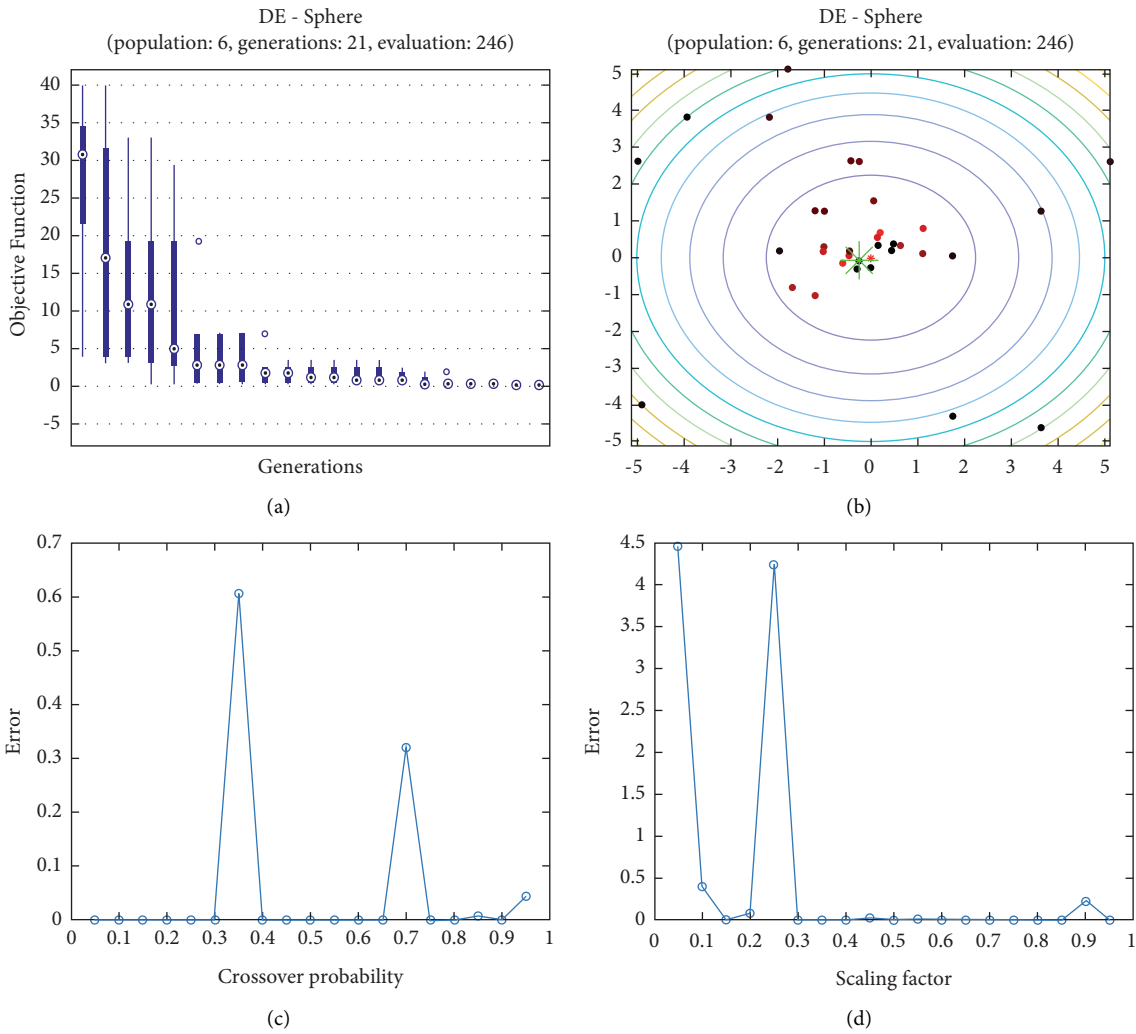 DE - Sphere
(population: 6, generations: 21, evaluation: 246)
40
35
30
25
20
15
10
5
0
-5
Objective Function
Generations
(a)
DE - Sphere
(population: 6, generations: 21, evaluation: 246)
5
4
3
2
1
0
-1
-2
-3
-4
-5
-5 -4 -3 -2 -1 0 1 2 3 4 5
(b)
0.7
0.6
0.5
0.4
0.3
0.2
0.1
0
Error
0 0.1 0.2 0.3 0.4 0.5 0.6 0.7 0.8 0.9 1
Crossover probability
(c)
4.5
4
3.5
3
2.5
2
1.5
1
0.5
0
Error
0 0.1 0.2 0.3 0.4 0.5 0.6 0.7 0.8 0.9 1
Scaling factor
(d)